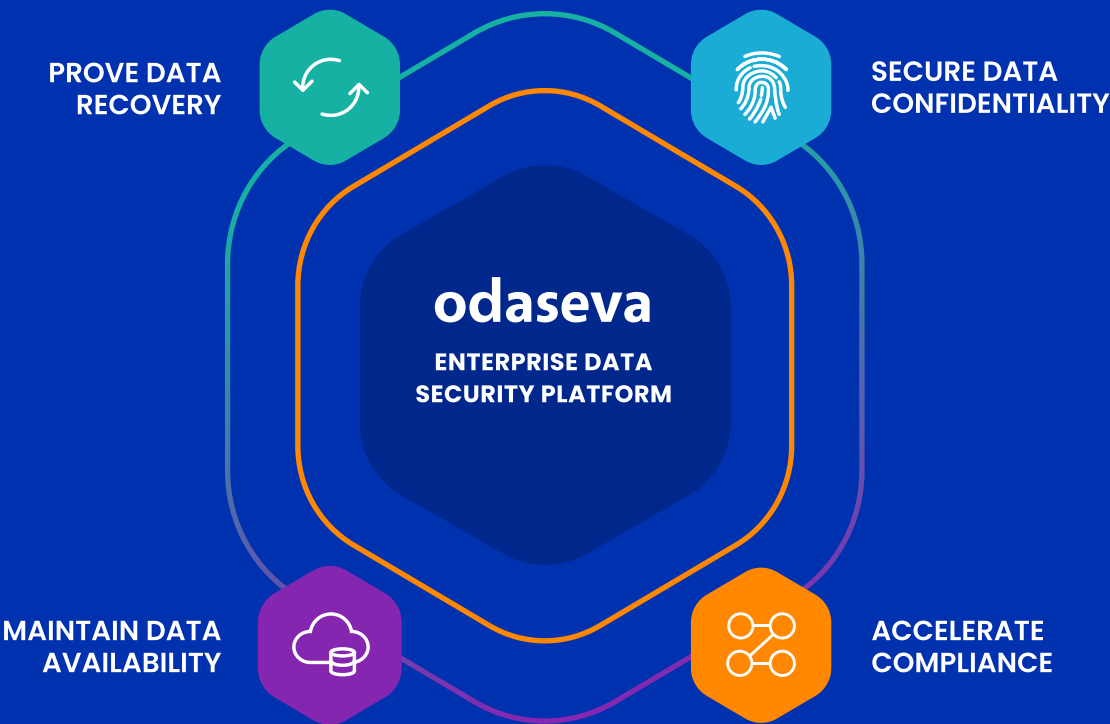 PROVE DATA
RECOVERY
SECURE DATA
CONFIDENTIALITY
odaseva
ENTERPRISE DATA
SECURITY PLATFORM
MAINTAIN DATA
AVAILABILITY
ACCELERATE
COMPLIANCE